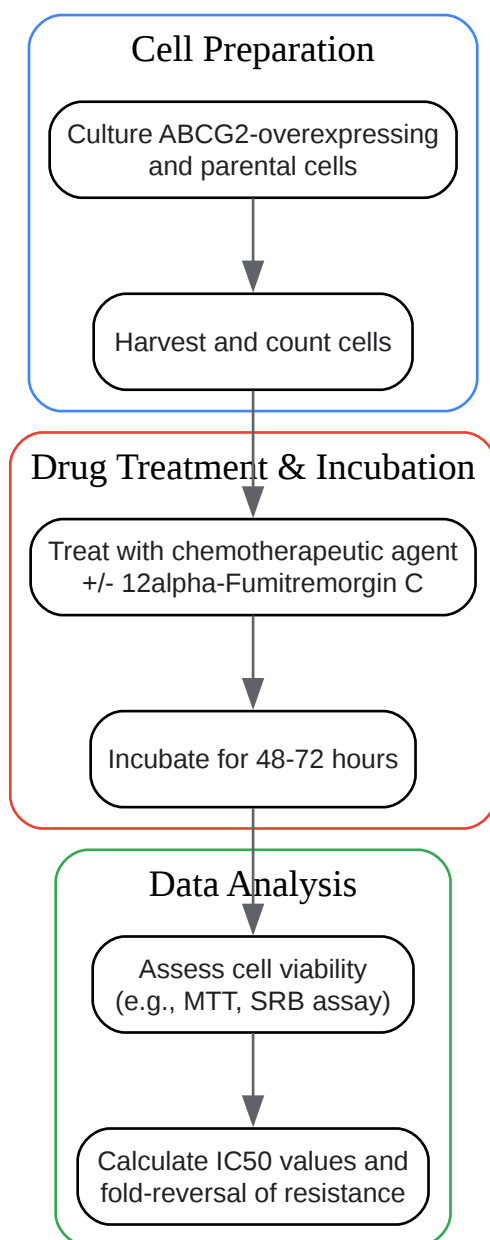 Cell Preparation
Culture ABCG2-overexpressing
and parental cells
Harvest and count cells
Drug Treatment & Incubation
Treat with chemotherapeutic agent
+/- 12alpha-Fumitremorgin C
Incubate for 48-72 hours
Data Analysis
Assess cell viability
(e.g., MTT, SRB assay)
Calculate IC50 values and
fold-reversal of resistance